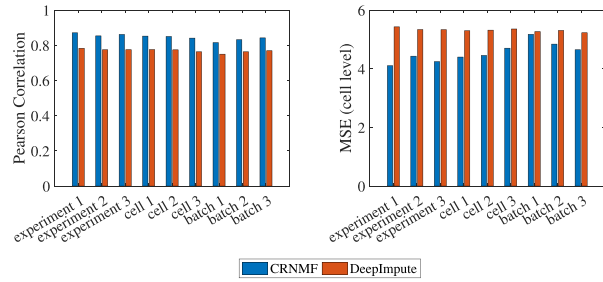 Pearson Correlation
1
0.8
0.6
0.4
0.2
0
experiment 1
experiment 2
experiment 3
cell 1
cell 2
cell 3
batch 1
batch 2
batch 3
MSE (cell level)
6
4
2
0
experiment 1
experiment 2
experiment 3
cell 1
cell 2
cell 3
batch 1
batch 2
batch 3
CRNMF DeepImpute